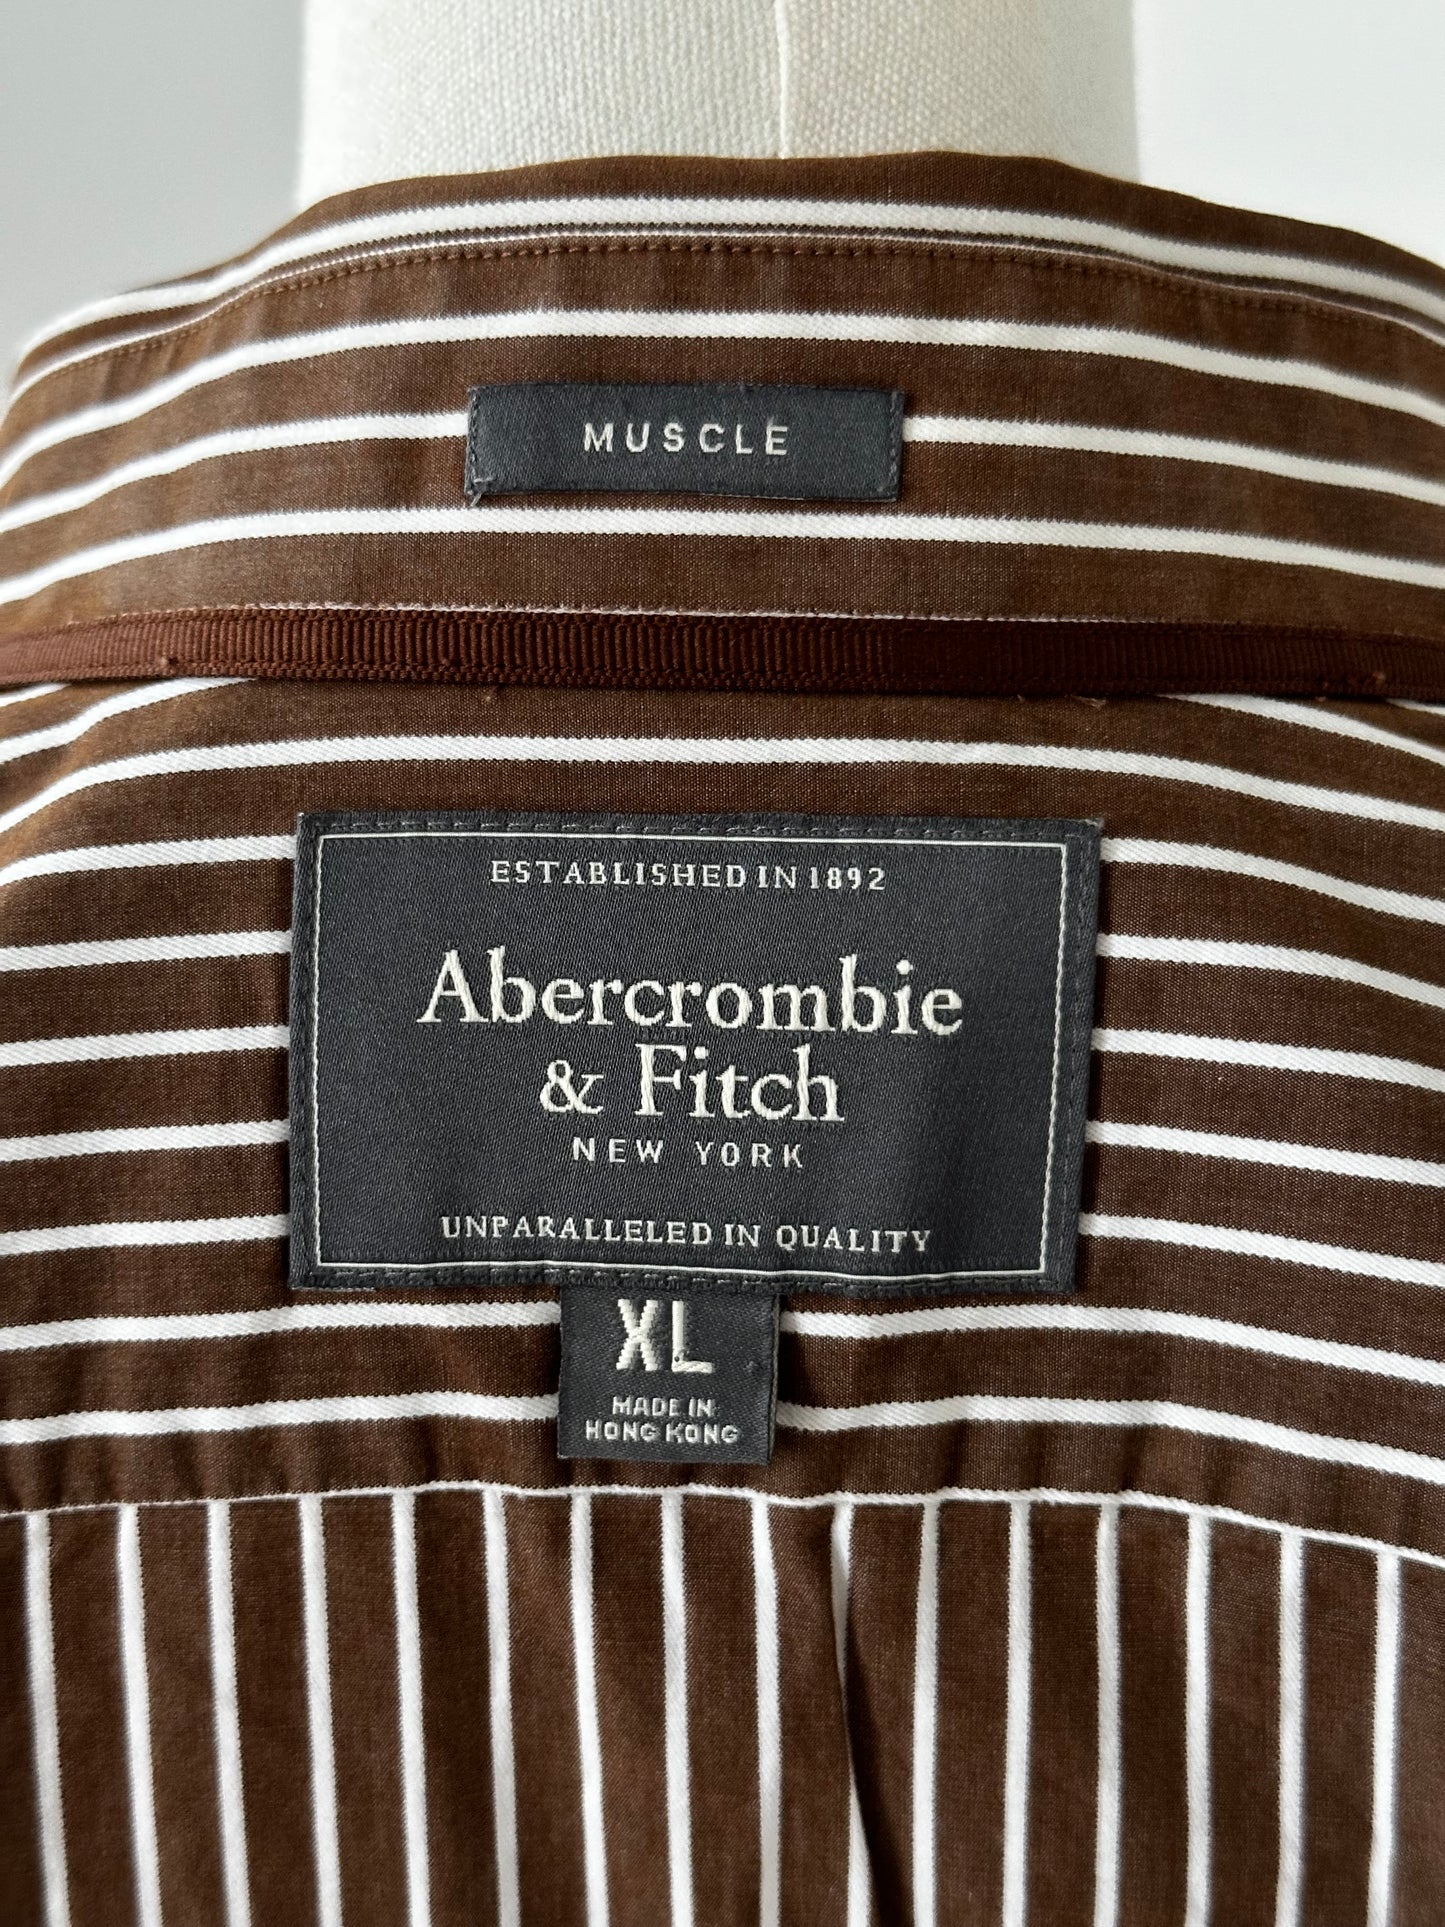 MUSCLE
ESTABLISHED IN 1892
Abercrombie
& Fitch
NEW YORK
UNPARALLELED IN QUALITY
XL
MADE IN
HONG KONG